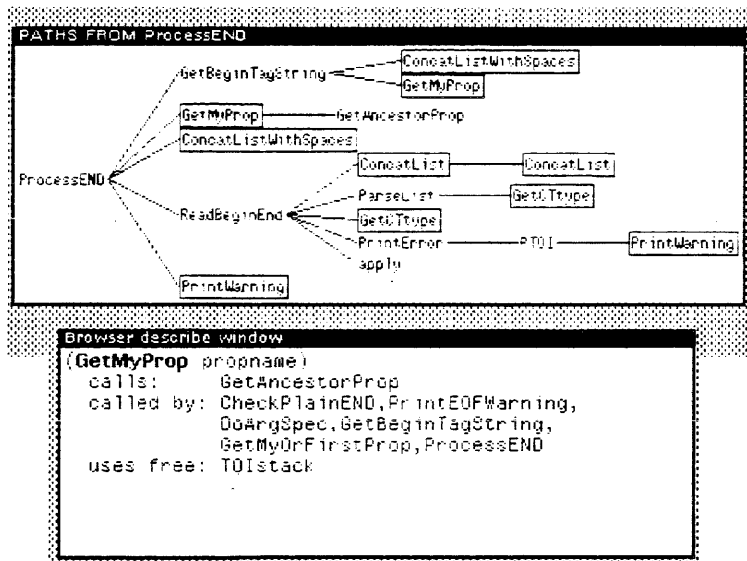 PATHS FROM ProcessEND
ConcatListWithSpaces
GetBeginTagString
GetMyProp
GetMyProp GetAncestorProp
ConcatListWithSpaces
ConcatList ConcatList
ProcessEND
ParseList GetCTtype
ReadBeginEnd
GetCTtype
PrintError PTOI PrintWarning
apply
PrintWarning
Browser describe window
(GetMyProp propname)
calls: GetAncestorProp
called by: CheckPlainEND,PrintEOFWarning,
DoArgSpec,GetBeginTagString,
GetMyOrFirstProp,ProcessEND
uses free: TOIstack